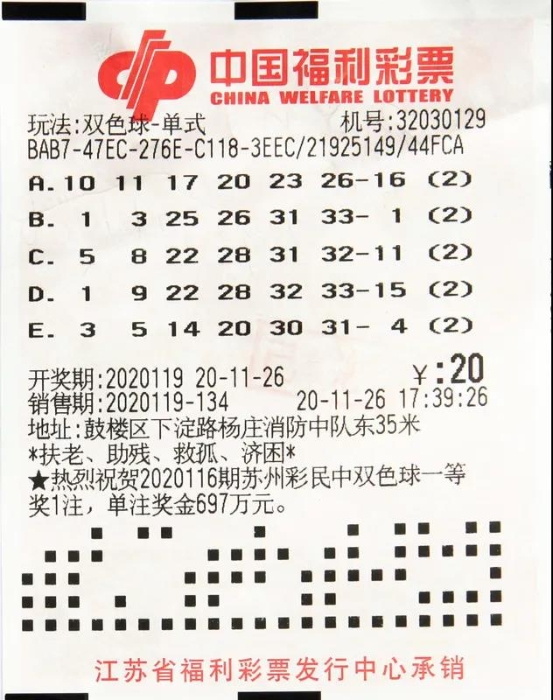 中国福利彩票
CHINA WELFARE LOTTERY
玩法:双色球-单式 机号:32030129
BAB7-47EC-276E-C118-3EEC/21925149/44FCA
A. 10 11 17 20 23 26-16 (2)
B. 1 3 25 26 31 33- 1 (2)
C. 5 8 22 28 31 32-11 (2)
D. 1 9 22 28 32 33-15 (2)
E. 3 5 14 20 30 31- 4 (2)
开奖期:2020119 20-11-26 ¥:20
销售期:2020119-134 20-11-26 17:39:26
地址:鼓楼区下淀路杨庄消防中队东35米
*扶老、助残、救孤、济困*
★热烈祝贺2020116期苏州彩民中双色球一等
奖1注，单注奖金697万元。
江苏省福利彩票发行中心承销